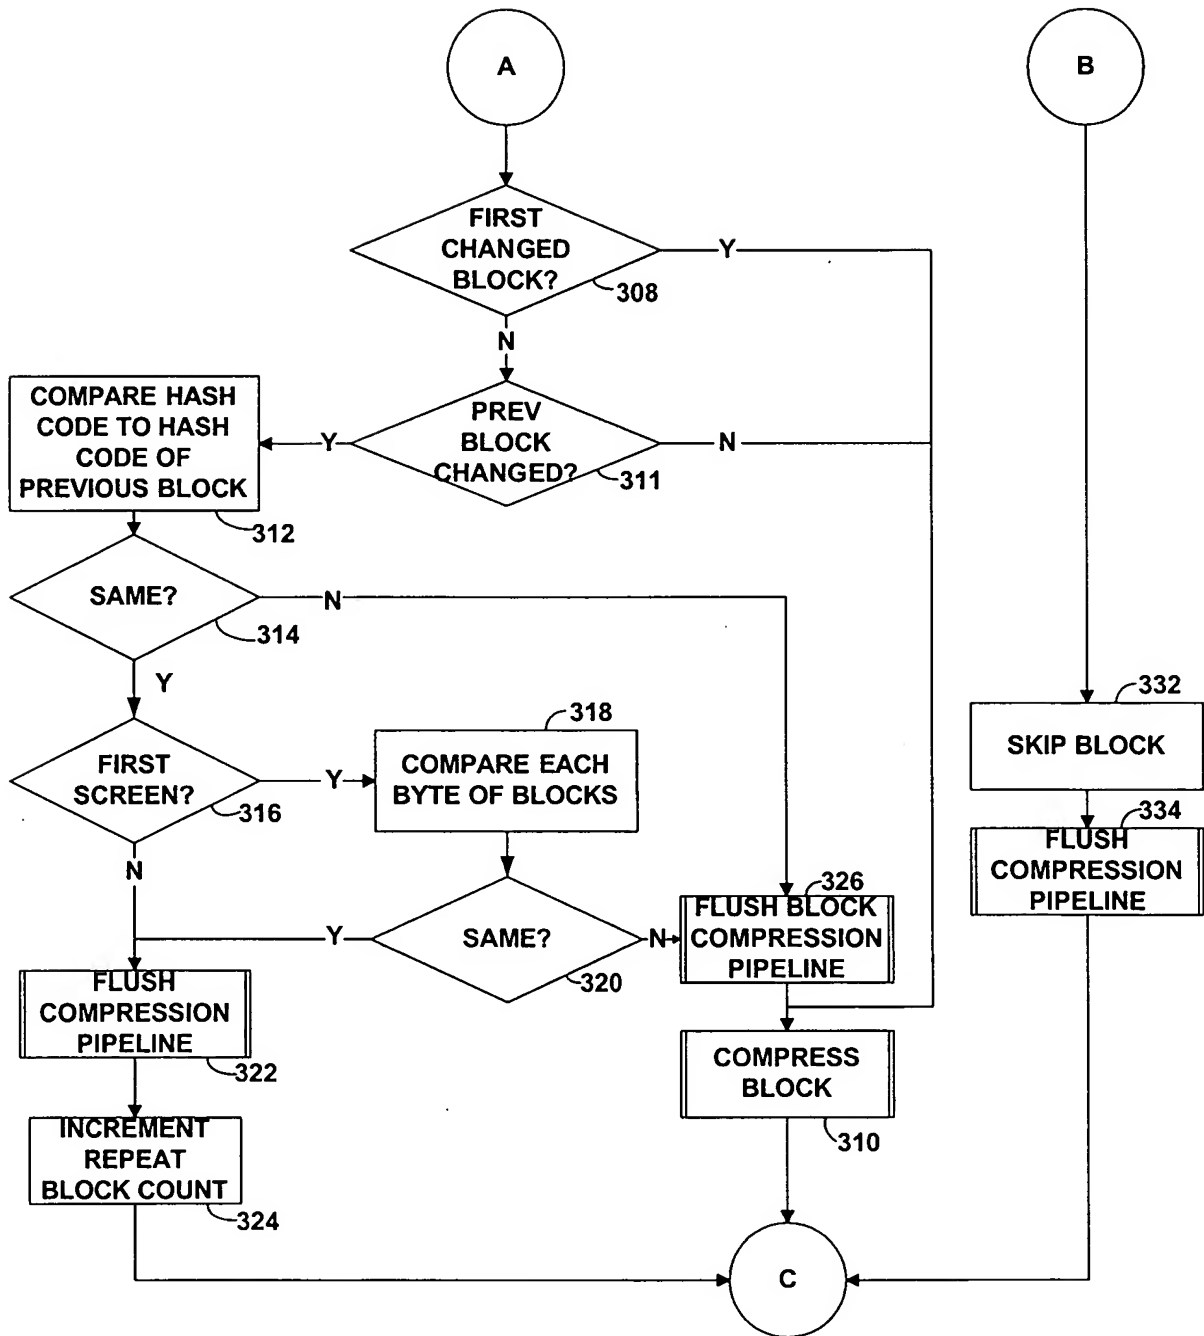 A
B
FIRST
CHANGED
BLOCK?
Y
308
N
COMPARE HASH
CODE TO HASH
CODE OF
PREVIOUS BLOCK
312
Y
PREV
BLOCK
CHANGED?
N
311
SAME?
N
314
Y
FIRST
SCREEN?
Y
316
N
318
COMPARE EACH
BYTE OF BLOCKS
SAME?
Y
N
320
326
FLUSH BLOCK
COMPRESSION
PIPELINE
332
SKIP BLOCK
334
FLUSH
COMPRESSION
PIPELINE
FLUSH
COMPRESSION
PIPELINE
322
COMPRESS
BLOCK
310
INCREMENT
REPEAT
BLOCK COUNT
324
C